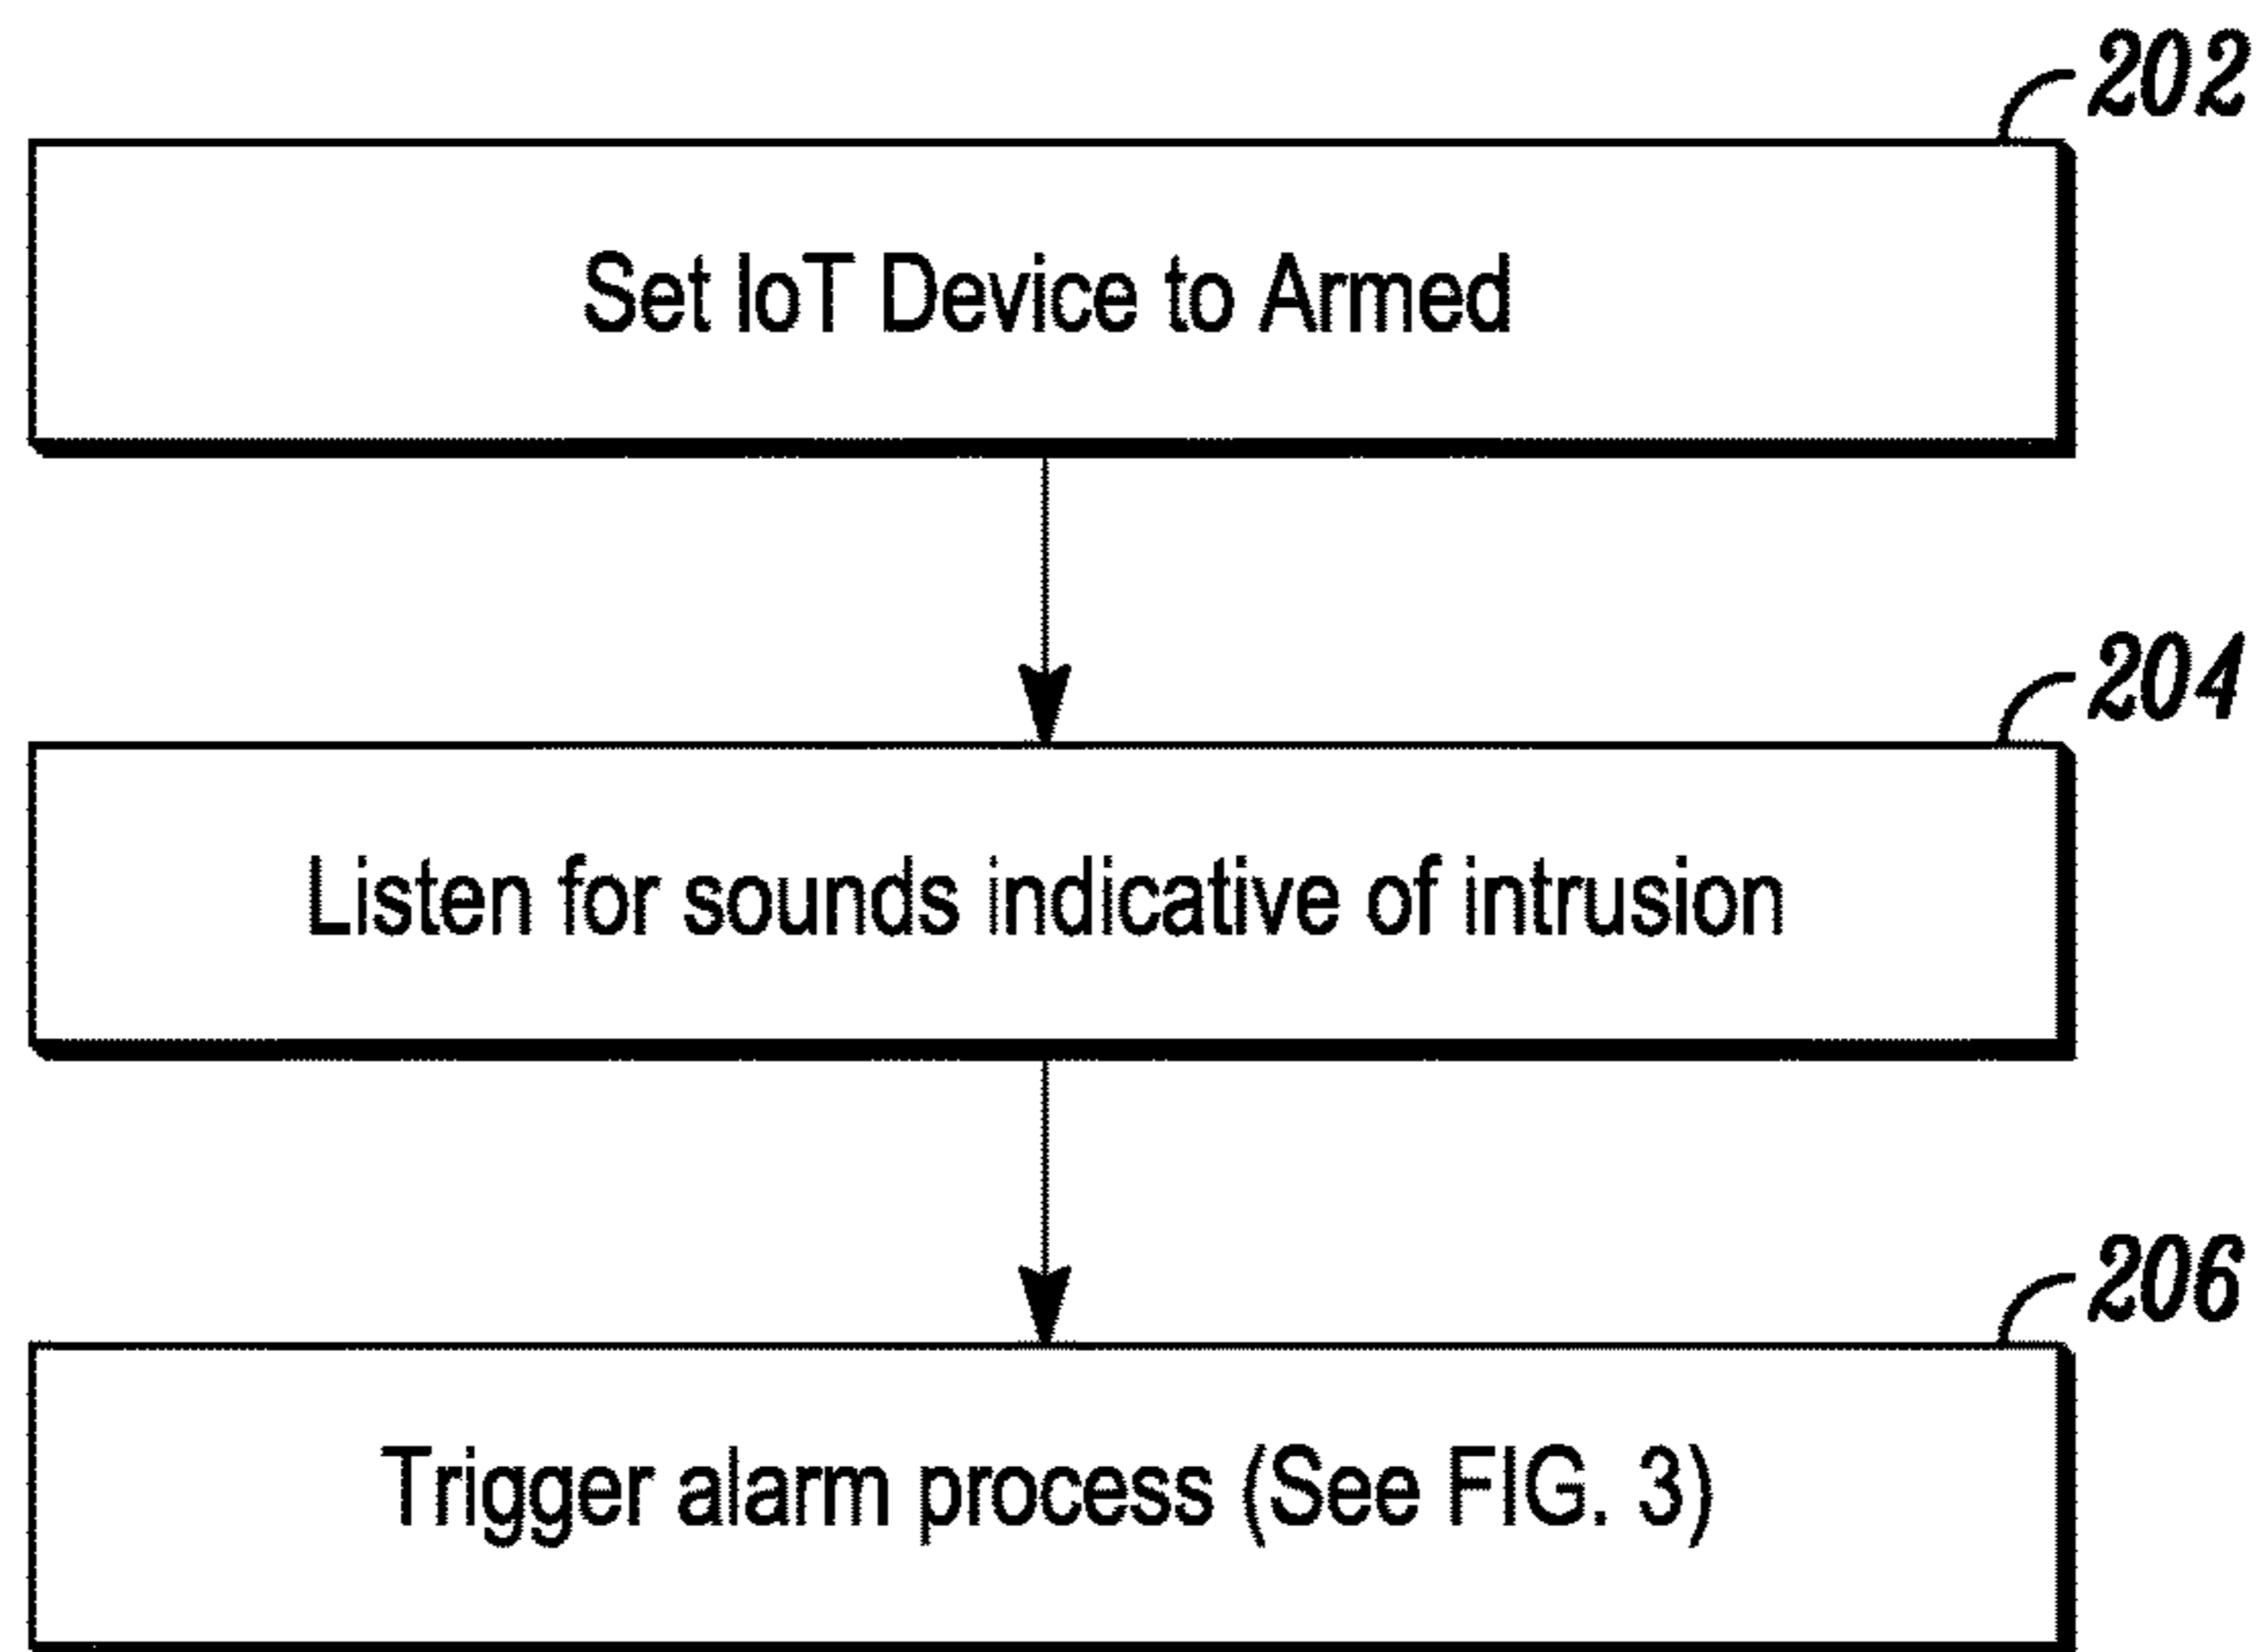 202
Set IoT Device to Armed
204
Listen for sounds indicative of intrusion
206
Trigger alarm process (See FIG. 3)